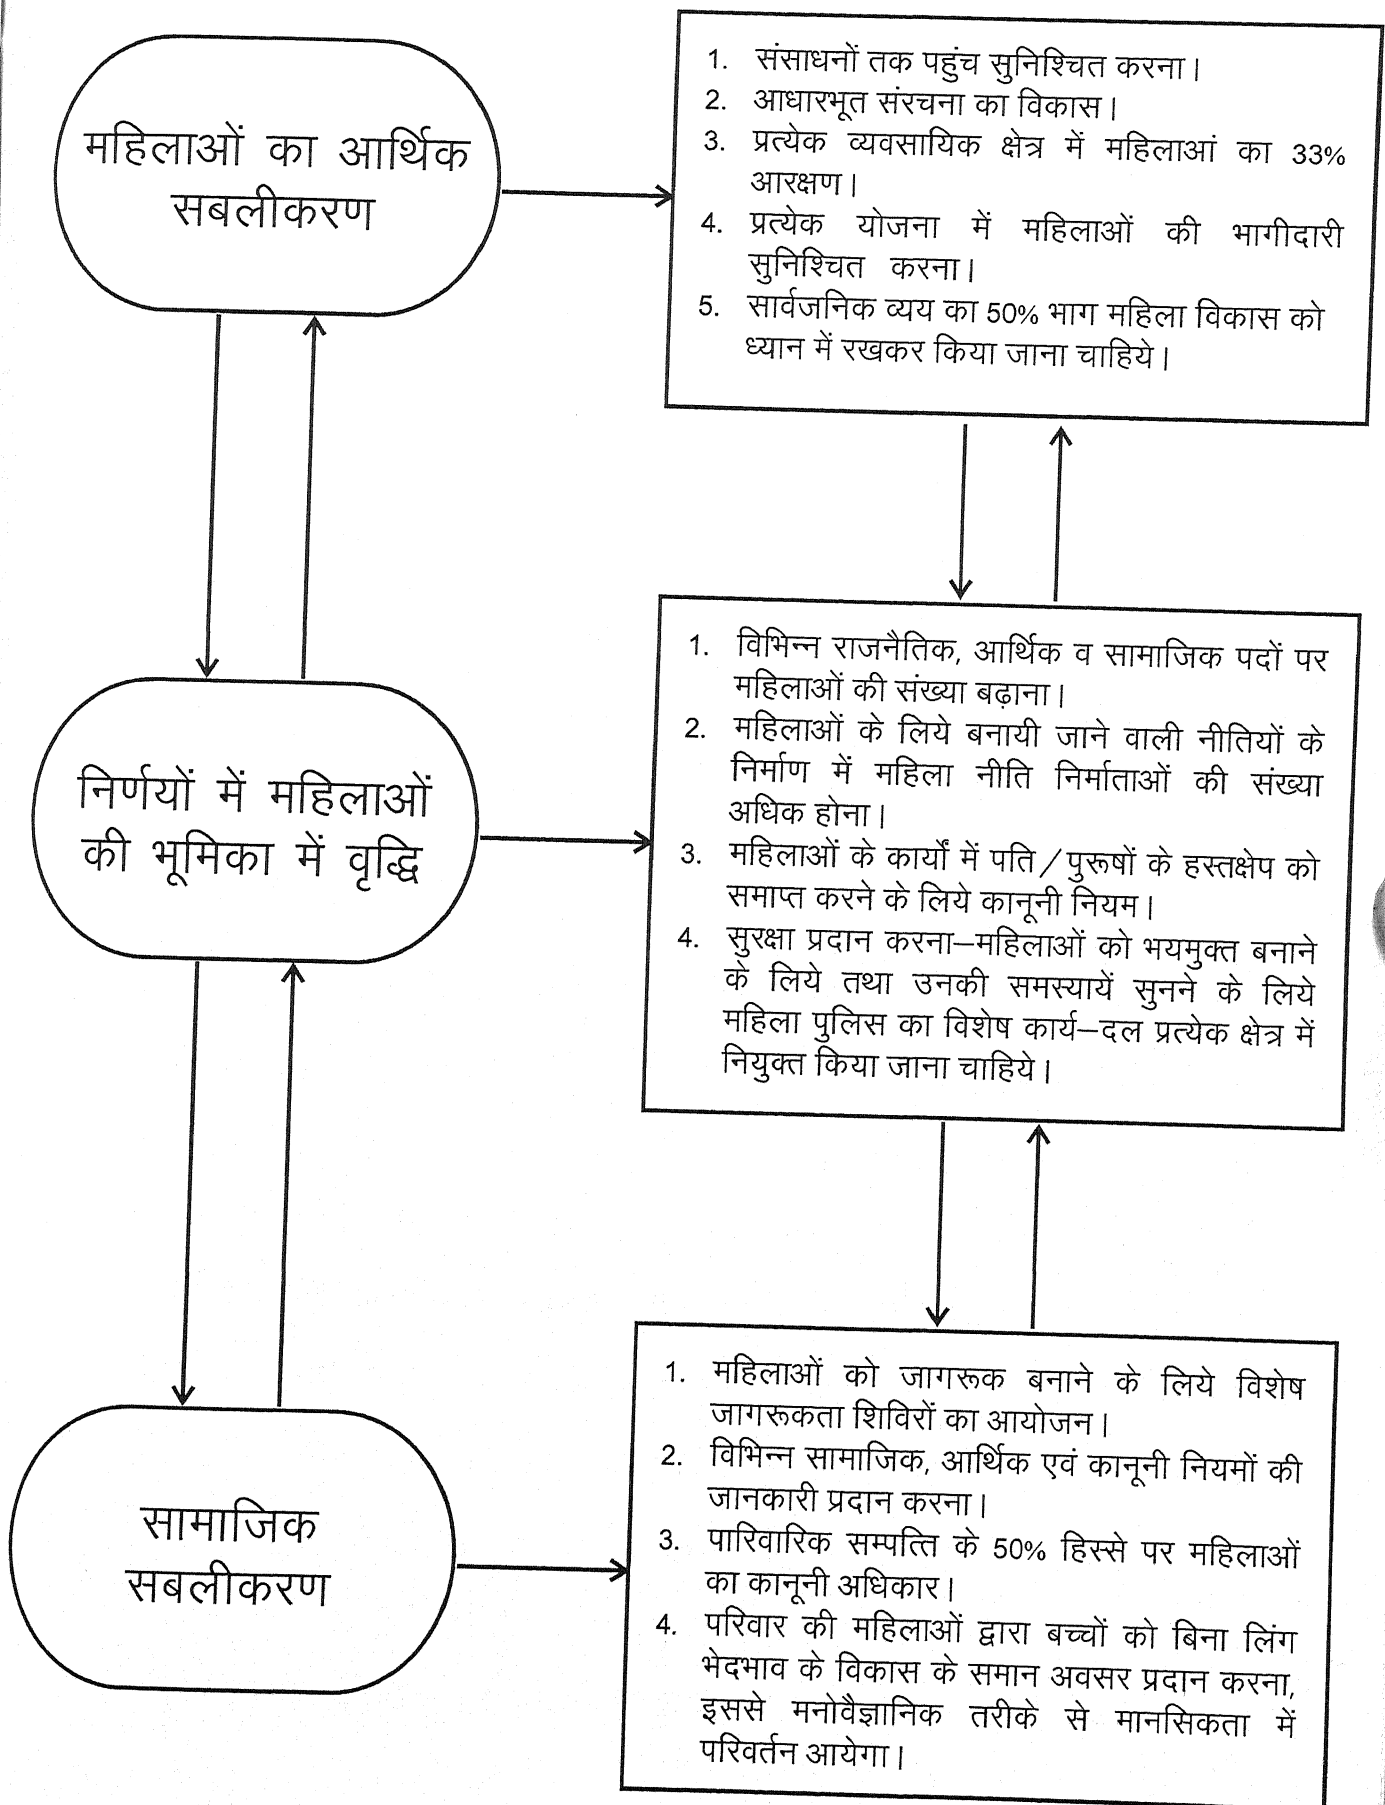 महिलाओं का आर्थिक
सबलीकरण
1. संसाधनों तक पहुंच सुनिश्चित करना।
2. आधारभूत संरचना का विकास।
3. प्रत्येक व्यवसायिक क्षेत्र में महिलाआं का 33%
आरक्षण।
4. प्रत्येक योजना में महिलाओं की भागीदारी
सुनिश्चित करना।
5. सार्वजनिक व्यय का 50% भाग महिला विकास को
ध्यान में रखकर किया जाना चाहिये।
निर्णयों में महिलाओं
की भूमिका में वृद्धि
1. विभिन्न राजनैतिक, आर्थिक व सामाजिक पदों पर
महिलाओं की संख्या बढ़ाना।
2. महिलाओं के लिये बनायी जाने वाली नीतियों के
निर्माण में महिला नीति निर्माताओं की संख्या
अधिक होना।
3. महिलाओं के कार्यों में पति/पुरूषों के हस्तक्षेप को
समाप्त करने के लिये कानूनी नियम।
4. सुरक्षा प्रदान करना–महिलाओं को भयमुक्त बनाने
के लिये तथा उनकी समस्यायें सुनने के लिये
महिला पुलिस का विशेष कार्य–दल प्रत्येक क्षेत्र में
नियुक्त किया जाना चाहिये।
सामाजिक
सबलीकरण
1. महिलाओं को जागरूक बनाने के लिये विशेष
जागरूकता शिविरों का आयोजन।
2. विभिन्न सामाजिक, आर्थिक एवं कानूनी नियमों की
जानकारी प्रदान करना।
3. पारिवारिक सम्पत्ति के 50% हिस्से पर महिलाओं
का कानूनी अधिकार।
4. परिवार की महिलाओं द्वारा बच्चों को बिना लिंग
भेदभाव के विकास के समान अवसर प्रदान करना,
इससे मनोवैज्ञानिक तरीके से मानसिकता में
परिवर्तन आयेगा।